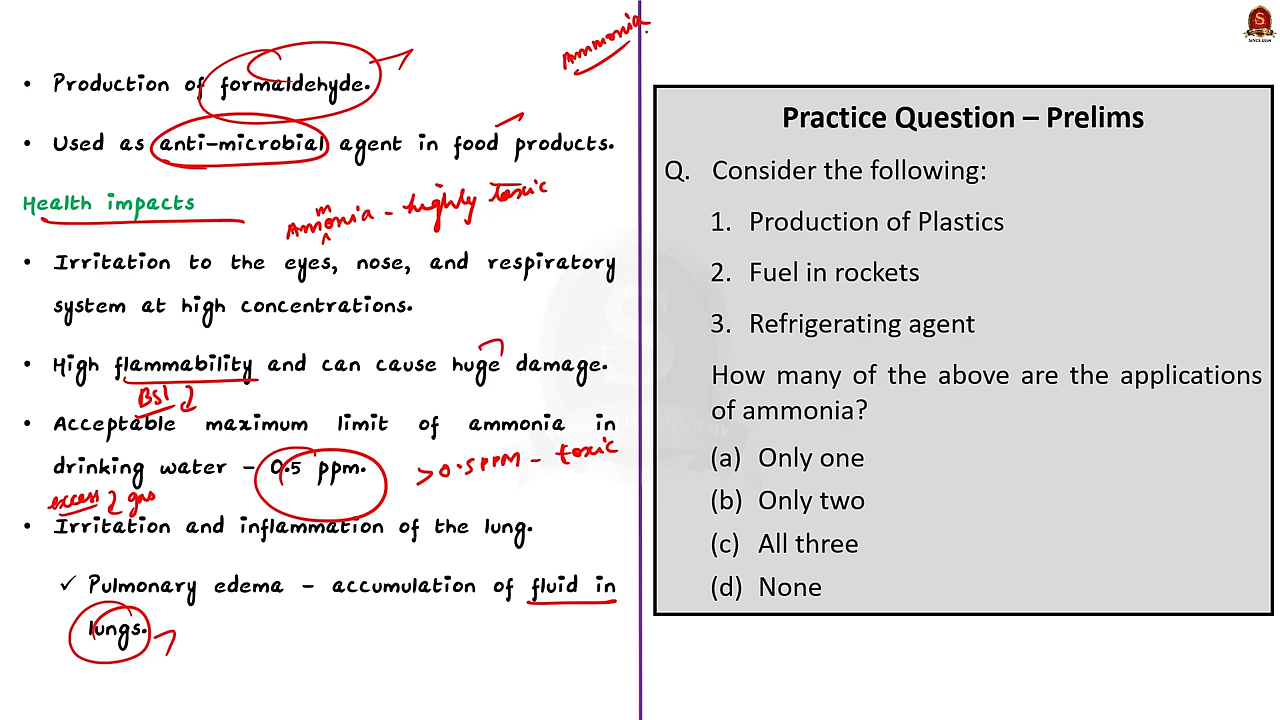 Ammonia
• Production of formaldehyde.
• Used as anti-microbial agent in food products.
Health impacts
Ammonia - highly toxic
• Irritation to the eyes, nose, and respiratory
system at high concentrations.
• High flammability and can cause huge damage.
BSI
• Acceptable maximum limit of ammonia in
drinking water – 0.5 ppm.
>0.5PPM - toxic
excess gas
• Irritation and inflammation of the lung.
✓ Pulmonary edema – accumulation of fluid in
lungs.
S
SINCE 2004
Practice Question – Prelims
Q. Consider the following:
1. Production of Plastics
2. Fuel in rockets
3. Refrigerating agent
How many of the above are the applications
of ammonia?
(a) Only one
(b) Only two
(c) All three
(d) None